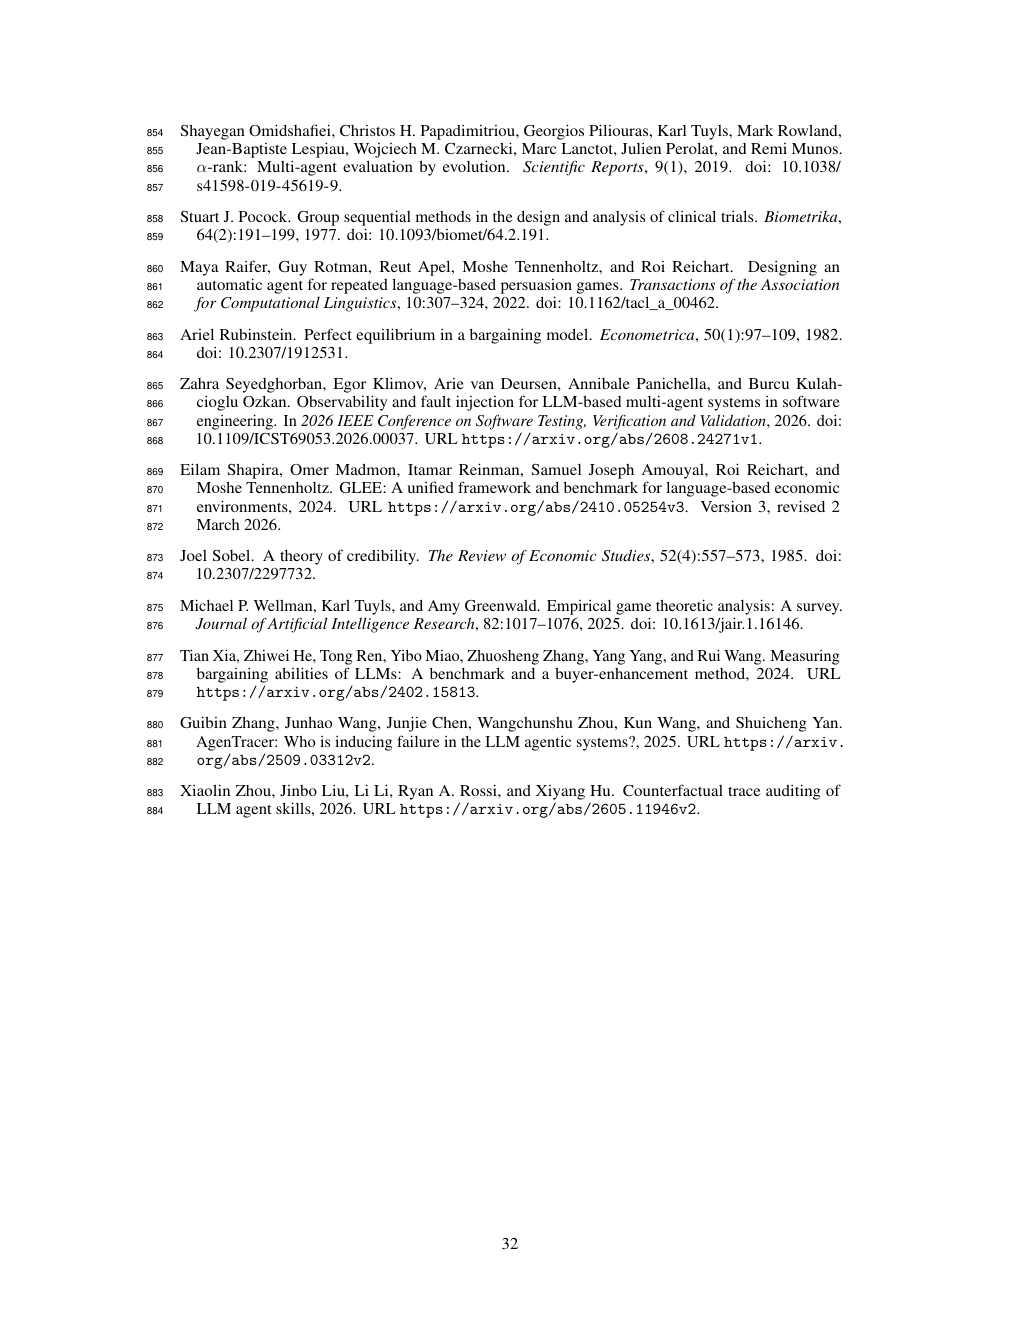 854 Shayegan Omidshafiei, Christos H. Papadimitriou, Georgios Piliouras, Karl Tuyls, Mark Rowland,
855 Jean-Baptiste Lespiau, Wojciech M. Czarnecki, Marc Lanctot, Julien Perolat, and Remi Munos.
856 α-rank: Multi-agent evaluation by evolution. Scientific Reports, 9(1), 2019. doi: 10.1038/
857 s41598-019-45619-9.
858 Stuart J. Pocock. Group sequential methods in the design and analysis of clinical trials. Biometrika,
859 64(2):191–199, 1977. doi: 10.1093/biomet/64.2.191.
860 Maya Raifer, Guy Rotman, Reut Apel, Moshe Tennenholtz, and Roi Reichart. Designing an
861 automatic agent for repeated language-based persuasion games. Transactions of the Association
862 for Computational Linguistics, 10:307–324, 2022. doi: 10.1162/tacl_a_00462.
863 Ariel Rubinstein. Perfect equilibrium in a bargaining model. Econometrica, 50(1):97–109, 1982.
864 doi: 10.2307/1912531.
865 Zahra Seyedghorban, Egor Klimov, Arie van Deursen, Annibale Panichella, and Burcu Kulah-
866 cioglu Ozkan. Observability and fault injection for LLM-based multi-agent systems in software
867 engineering. In 2026 IEEE Conference on Software Testing, Verification and Validation, 2026. doi:
868 10.1109/ICST69053.2026.00037. URL https://arxiv.org/abs/2608.24271v1.
869 Eilam Shapira, Omer Madmon, Itamar Reinman, Samuel Joseph Amouyal, Roi Reichart, and
870 Moshe Tennenholtz. GLEE: A unified framework and benchmark for language-based economic
871 environments, 2024. URL https://arxiv.org/abs/2410.05254v3. Version 3, revised 2
872 March 2026.
873 Joel Sobel. A theory of credibility. The Review of Economic Studies, 52(4):557–573, 1985. doi:
874 10.2307/2297732.
875 Michael P. Wellman, Karl Tuyls, and Amy Greenwald. Empirical game theoretic analysis: A survey.
876 Journal of Artificial Intelligence Research, 82:1017–1076, 2025. doi: 10.1613/jair.1.16146.
877 Tian Xia, Zhiwei He, Tong Ren, Yibo Miao, Zhuosheng Zhang, Yang Yang, and Rui Wang. Measuring
878 bargaining abilities of LLMs: A benchmark and a buyer-enhancement method, 2024. URL
879 https://arxiv.org/abs/2402.15813.
880 Guibin Zhang, Junhao Wang, Junjie Chen, Wangchunshu Zhou, Kun Wang, and Shuicheng Yan.
881 AgenTracer: Who is inducing failure in the LLM agentic systems?, 2025. URL https://arxiv.
882 org/abs/2509.03312v2.
883 Xiaolin Zhou, Jinbo Liu, Li Li, Ryan A. Rossi, and Xiyang Hu. Counterfactual trace auditing of
884 LLM agent skills, 2026. URL https://arxiv.org/abs/2605.11946v2.
32